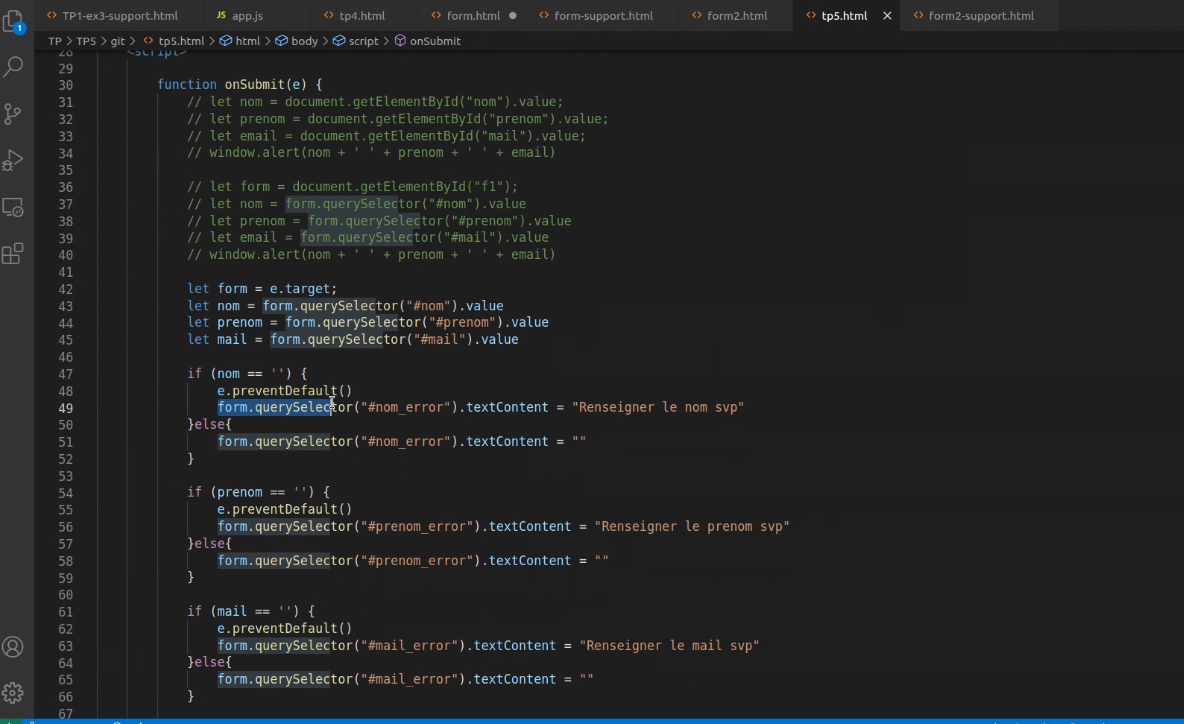 TP1-ex3-support.html
JS app.js
tp4.html
form.html
form-support.html
form2.html
tp5.html
form2-support.html
1
TP > TP5 > git > tp5.html > html > body > script > onSubmit
28 <script>
29
30 function onSubmit(e) {
31 // let nom = document.getElementById("nom").value;
32 // let prenom = document.getElementById("prenom").value;
33 // let email = document.getElementById("mail").value;
34 // window.alert(nom + ' ' + prenom + ' ' + email)
35
36 // let form = document.getElementById("f1");
37 // let nom = form.querySelector("#nom").value
38 // let prenom = form.querySelector("#prenom").value
39 // let email = form.querySelector("#mail").value
40 // window.alert(nom + ' ' + prenom + ' ' + email)
41
42 let form = e.target;
43 let nom = form.querySelector("#nom").value
44 let prenom = form.querySelector("#prenom").value
45 let mail = form.querySelector("#mail").value
46
47 if (nom == '') {
48 e.preventDefault()
49 form.querySelector("#nom_error").textContent = "Renseigner le nom svp"
50 }else{
51 form.querySelector("#nom_error").textContent = ""
52 }
53
54 if (prenom == '') {
55 e.preventDefault()
56 form.querySelector("#prenom_error").textContent = "Renseigner le prenom svp"
57 }else{
58 form.querySelector("#prenom_error").textContent = ""
59 }
60
61 if (mail == '') {
62 e.preventDefault()
63 form.querySelector("#mail_error").textContent = "Renseigner le mail svp"
64 }else{
65 form.querySelector("#mail_error").textContent = ""
66 }
67